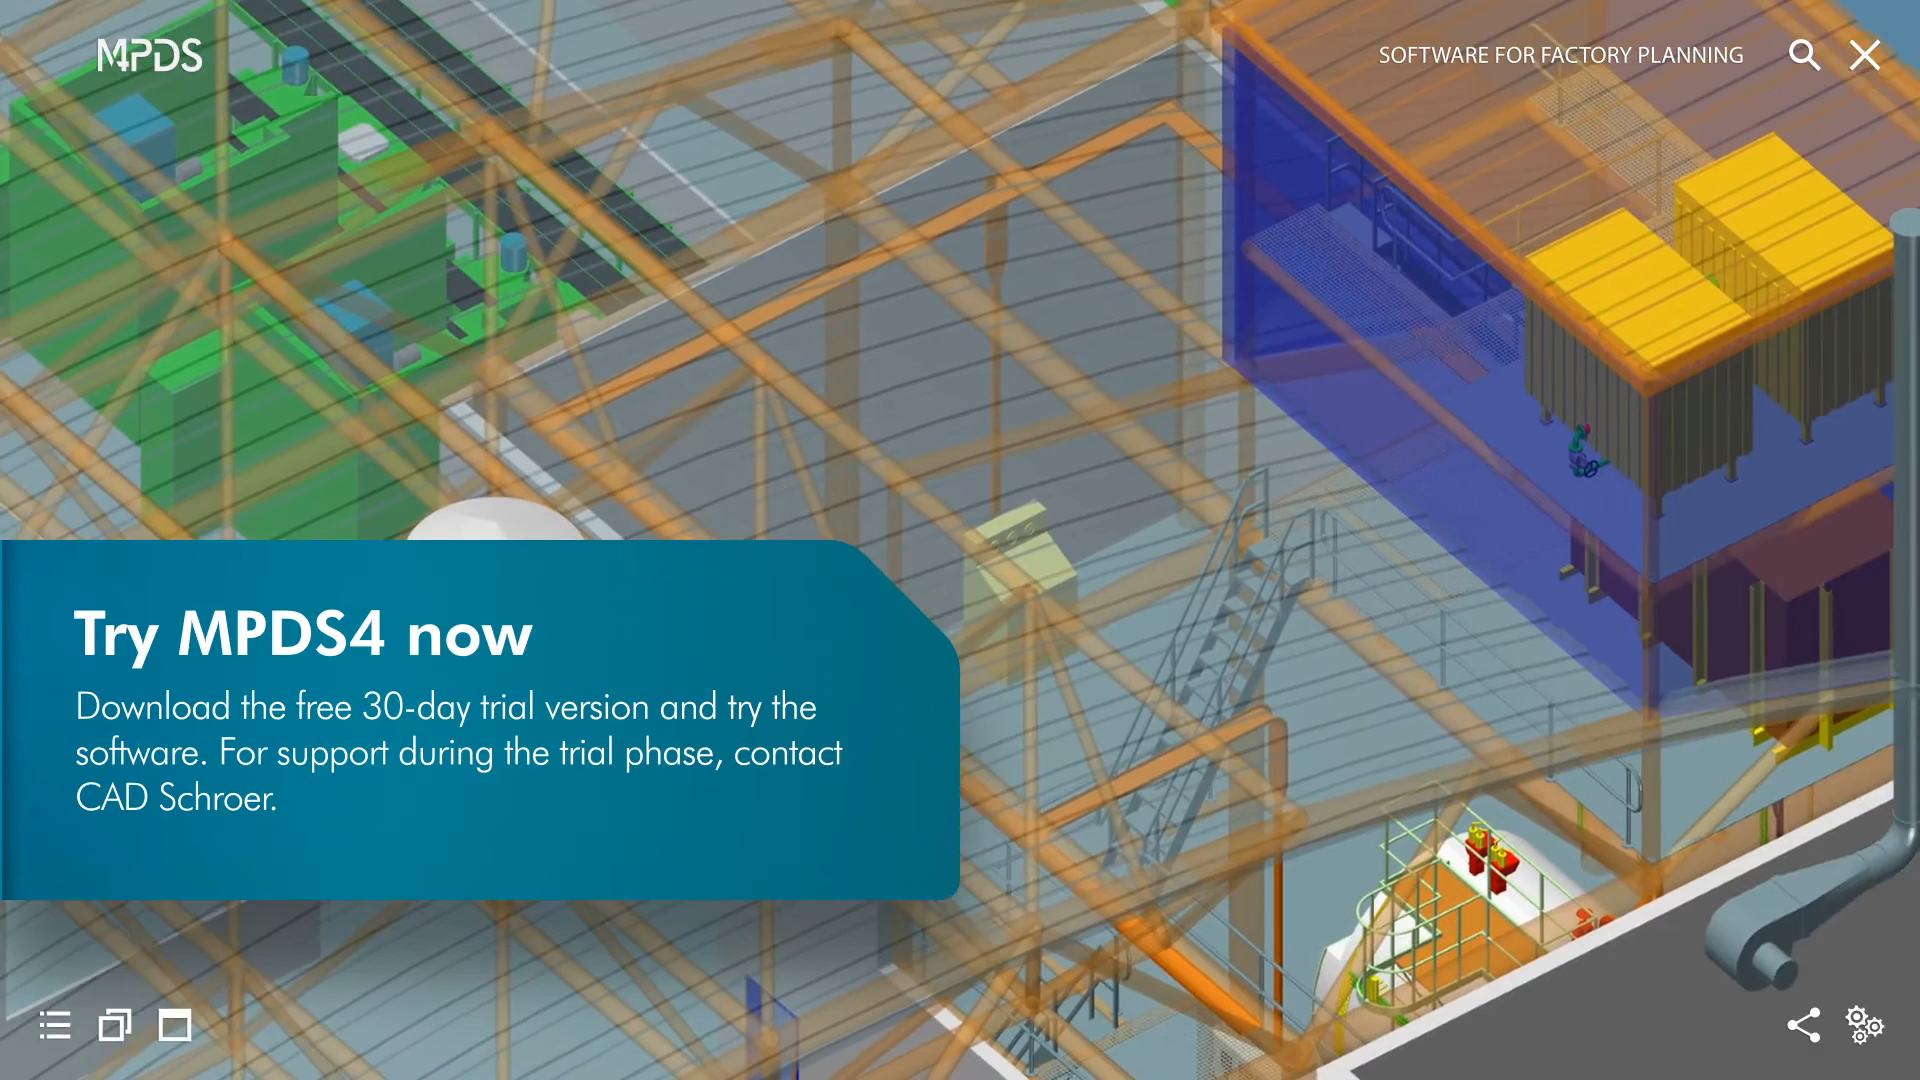 MPDS
SOFTWARE FOR FACTORY PLANNING
Try MPDS4 now
Download the free 30-day trial version and try the
software. For support during the trial phase, contact
CAD Schroer.